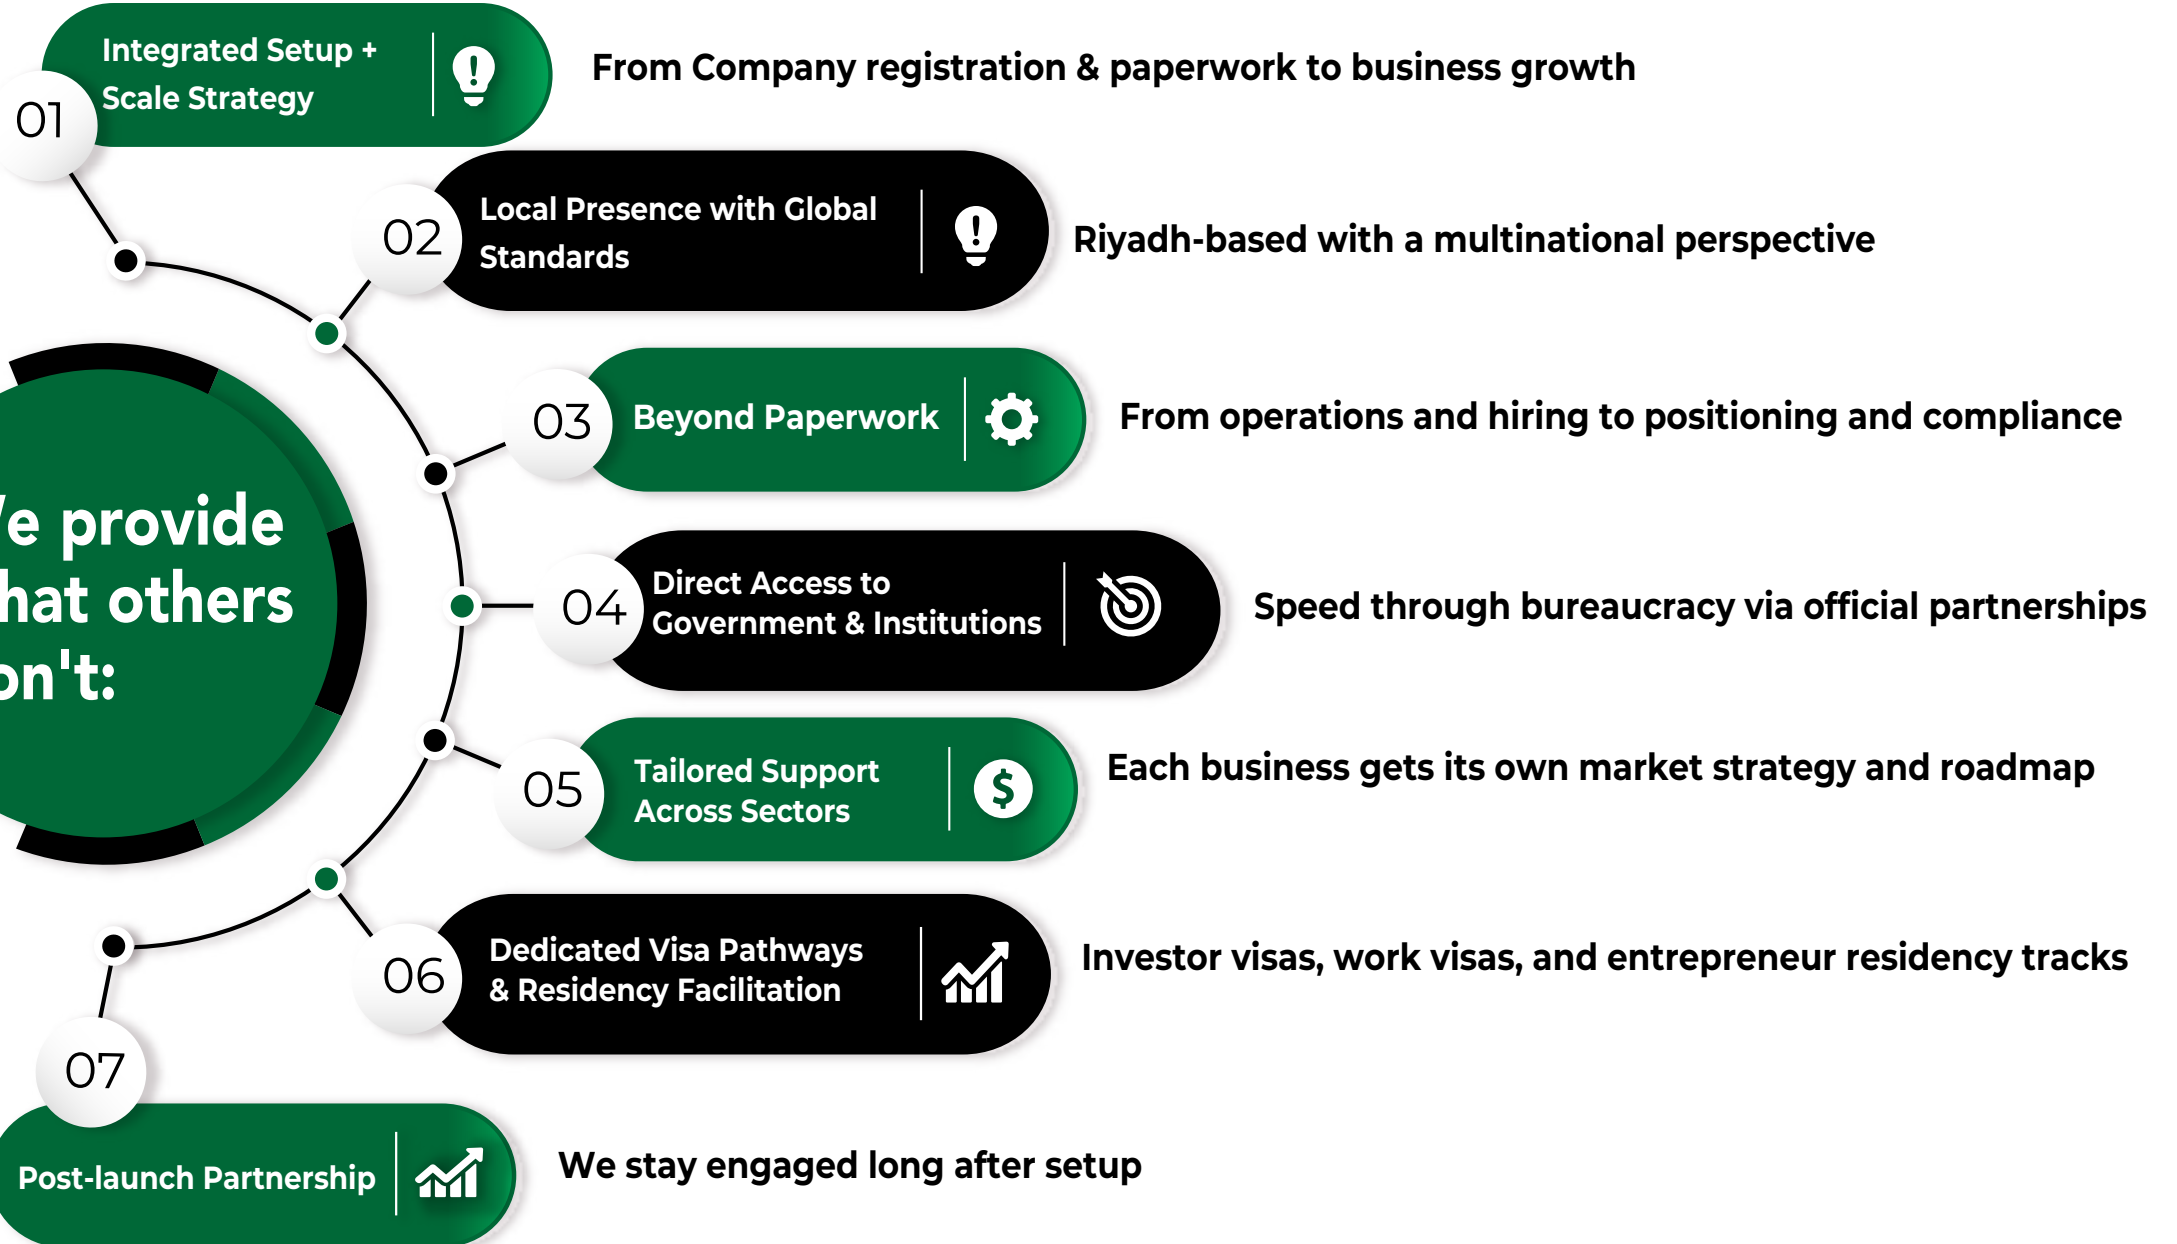 Integrated Setup +
Scale Strategy
01
From Company registration & paperwork to business growth
02
Local Presence with Global
Standards
Riyadh-based with a multinational perspective
03
Beyond Paperwork
From operations and hiring to positioning and compliance
provide
others
04
Direct Access to
Government & Institutions
Speed through bureaucracy via official partnerships
05
Tailored Support
Across Sectors
Each business gets its own market strategy and roadmap
06
Dedicated Visa Pathways
& Residency Facilitation
Investor visas, work visas, and entrepreneur residency tracks
07
Post-launch Partnership
We stay engaged long after setup